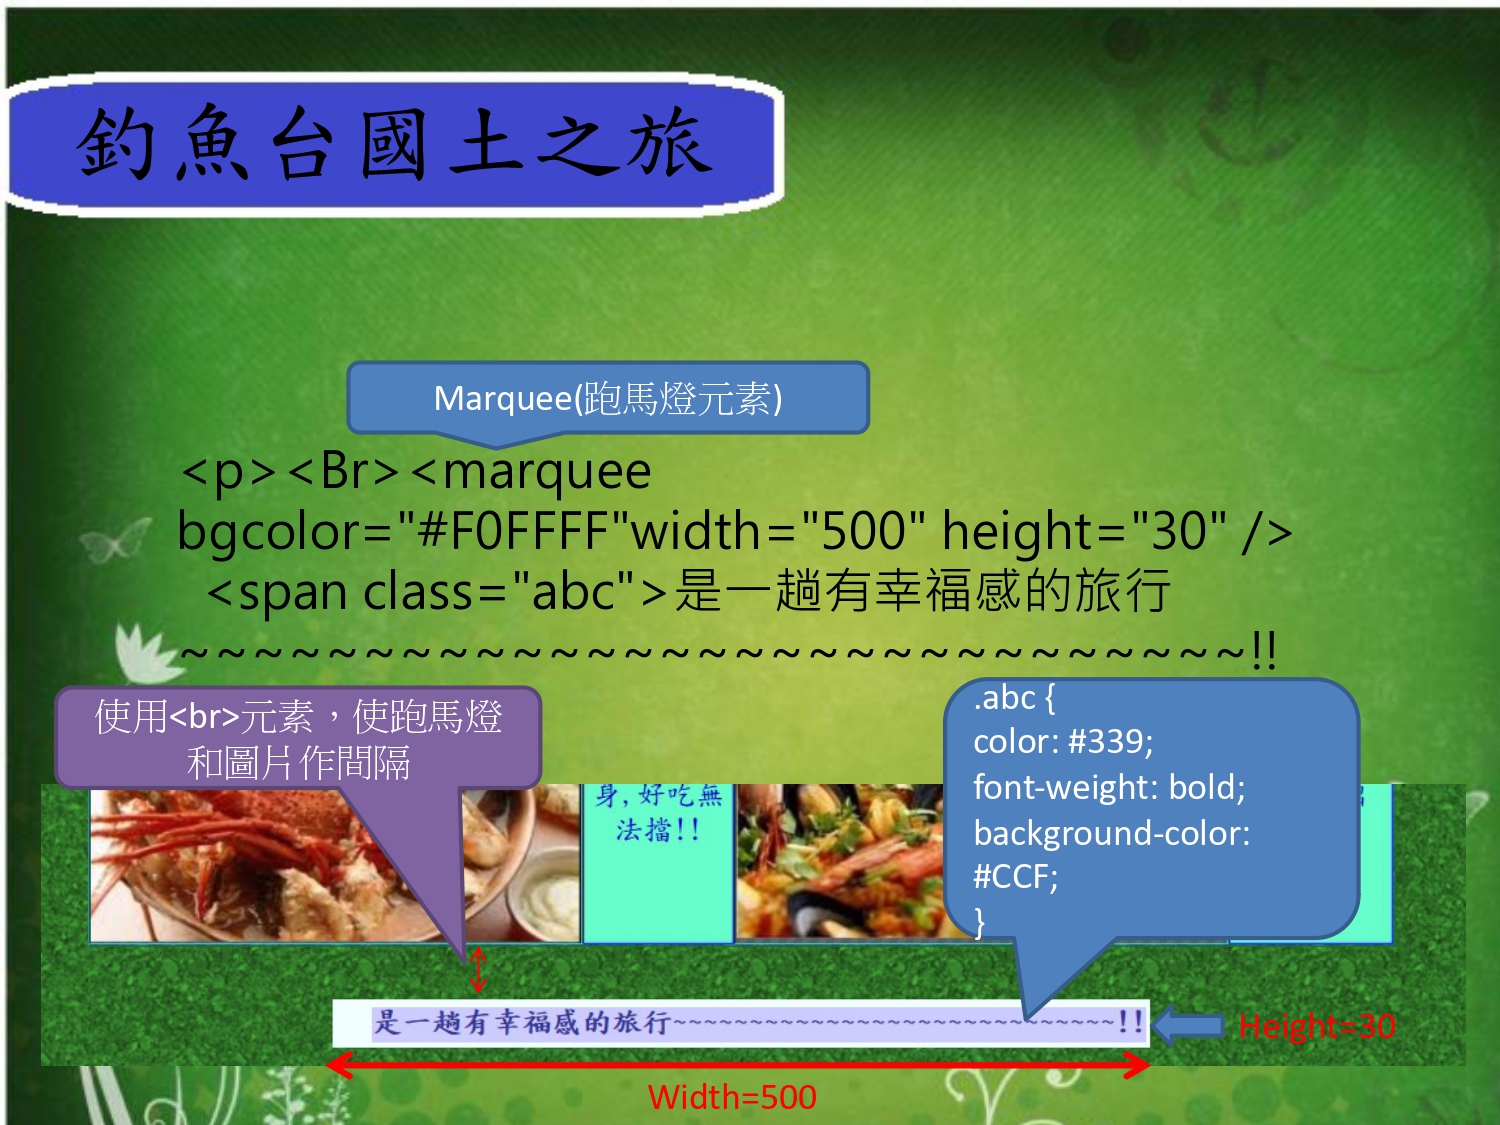 釣魚台國土之旅
Marquee(跑馬燈元素)
<p><Br><marquee
bgcolor="#F0FFFF"width="500" height="30" />
<span class="abc">是一趟有幸福感的旅行
~~~~~~~~~~~~~~~~~~~~~~~~~~~~~!!
使用<br>元素，使跑馬燈
和圖片作間隔
.abc {
color: #339;
font-weight: bold;
background-color:
#CCF;
}
身,好吃無
法擋!!
是一趟有幸福感的旅行~~~~~~~~~~~~~~~~~~~~~~~~~~~~~!!
Height=30
Width=500